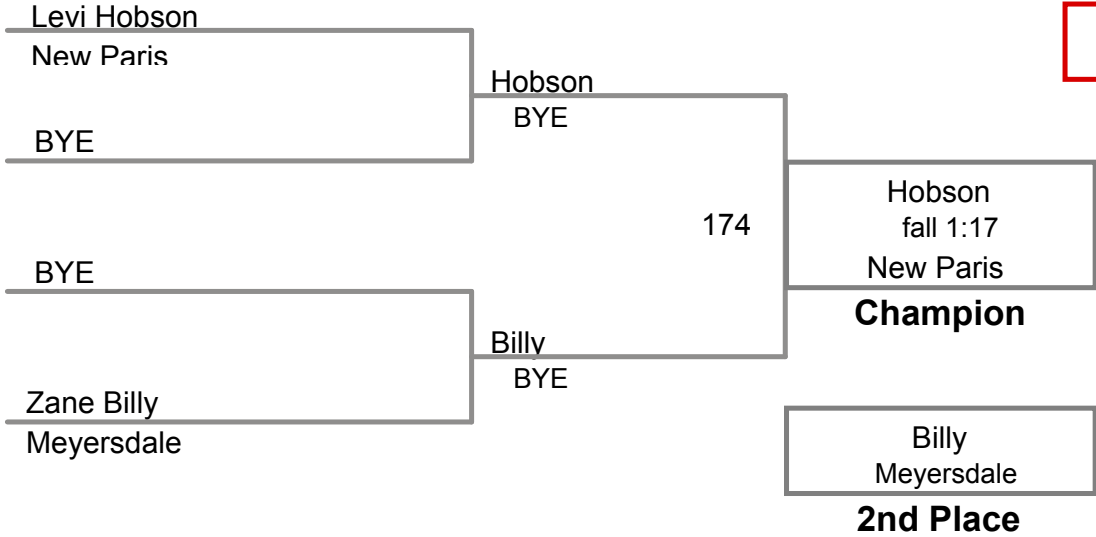 Levi Hobson
New Paris
BYE
BYE
Zane Billy
Meyersdale
Hobson
BYE
Billy
BYE
174
Hobson
fall 1:17
New Paris
Champion
Billy
Meyersdale
2nd Place